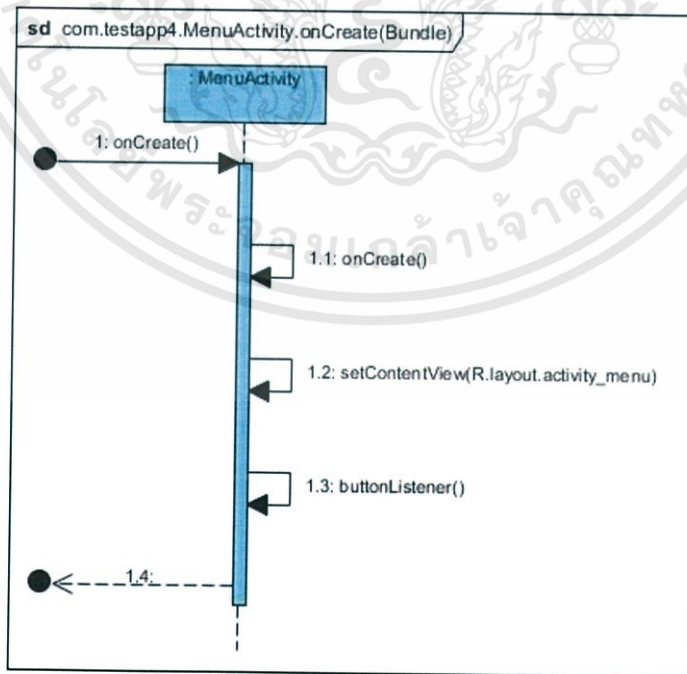 sd com.testapp4.MenuActivity.onCreate(Bundle)
: MenuActivity
1: onCreate()
1.1: onCreate()
1.2: setContentView(R.layout.activity_menu)
1.3: buttonListener()
1.4: